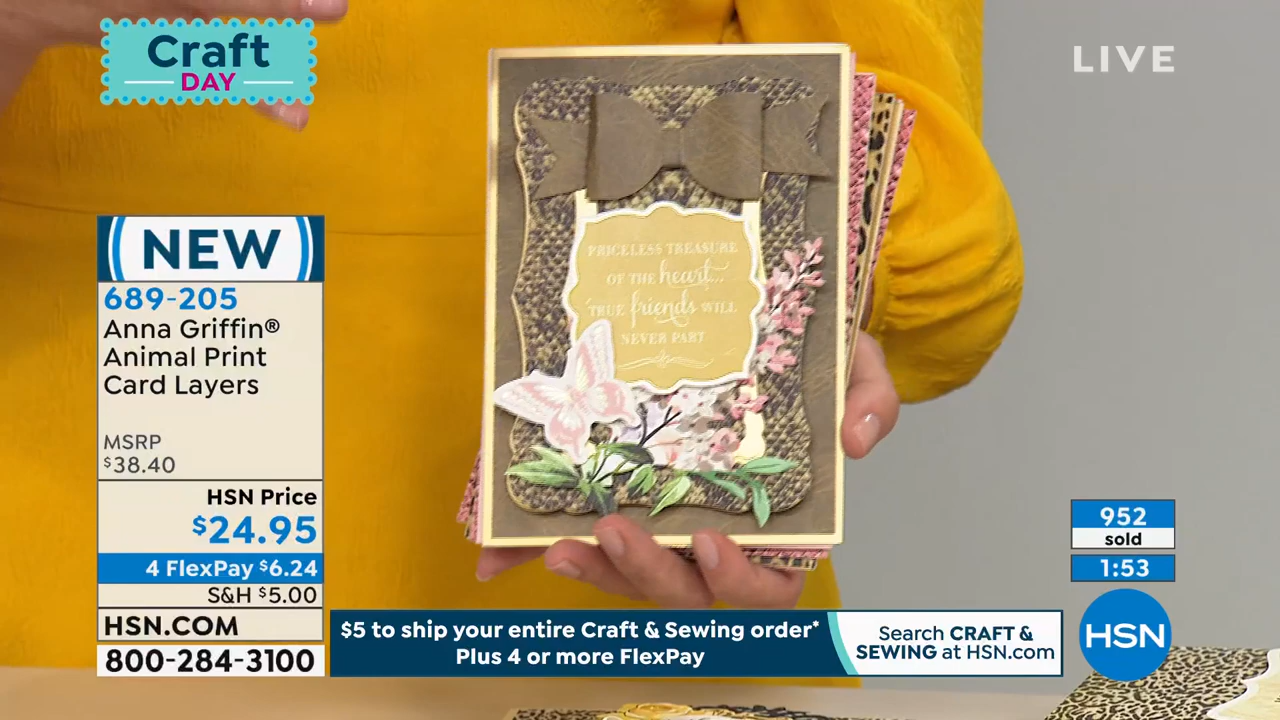 Craft
DAY
LIVE
NEW
689-205
Anna Griffin®
Animal Print
Card Layers
MSRP
$38.40
HSN Price
$24.95
4 FlexPay $6.24
S&H $5.00
HSN.COM
800-284-3100
PRICELESS TREASURE
OF THE heart...
TRUE friends WILL
NEVER PART
952
sold
1:53
$5 to ship your entire Craft & Sewing order*
Plus 4 or more FlexPay
Search CRAFT &
SEWING at HSN.com
HSN